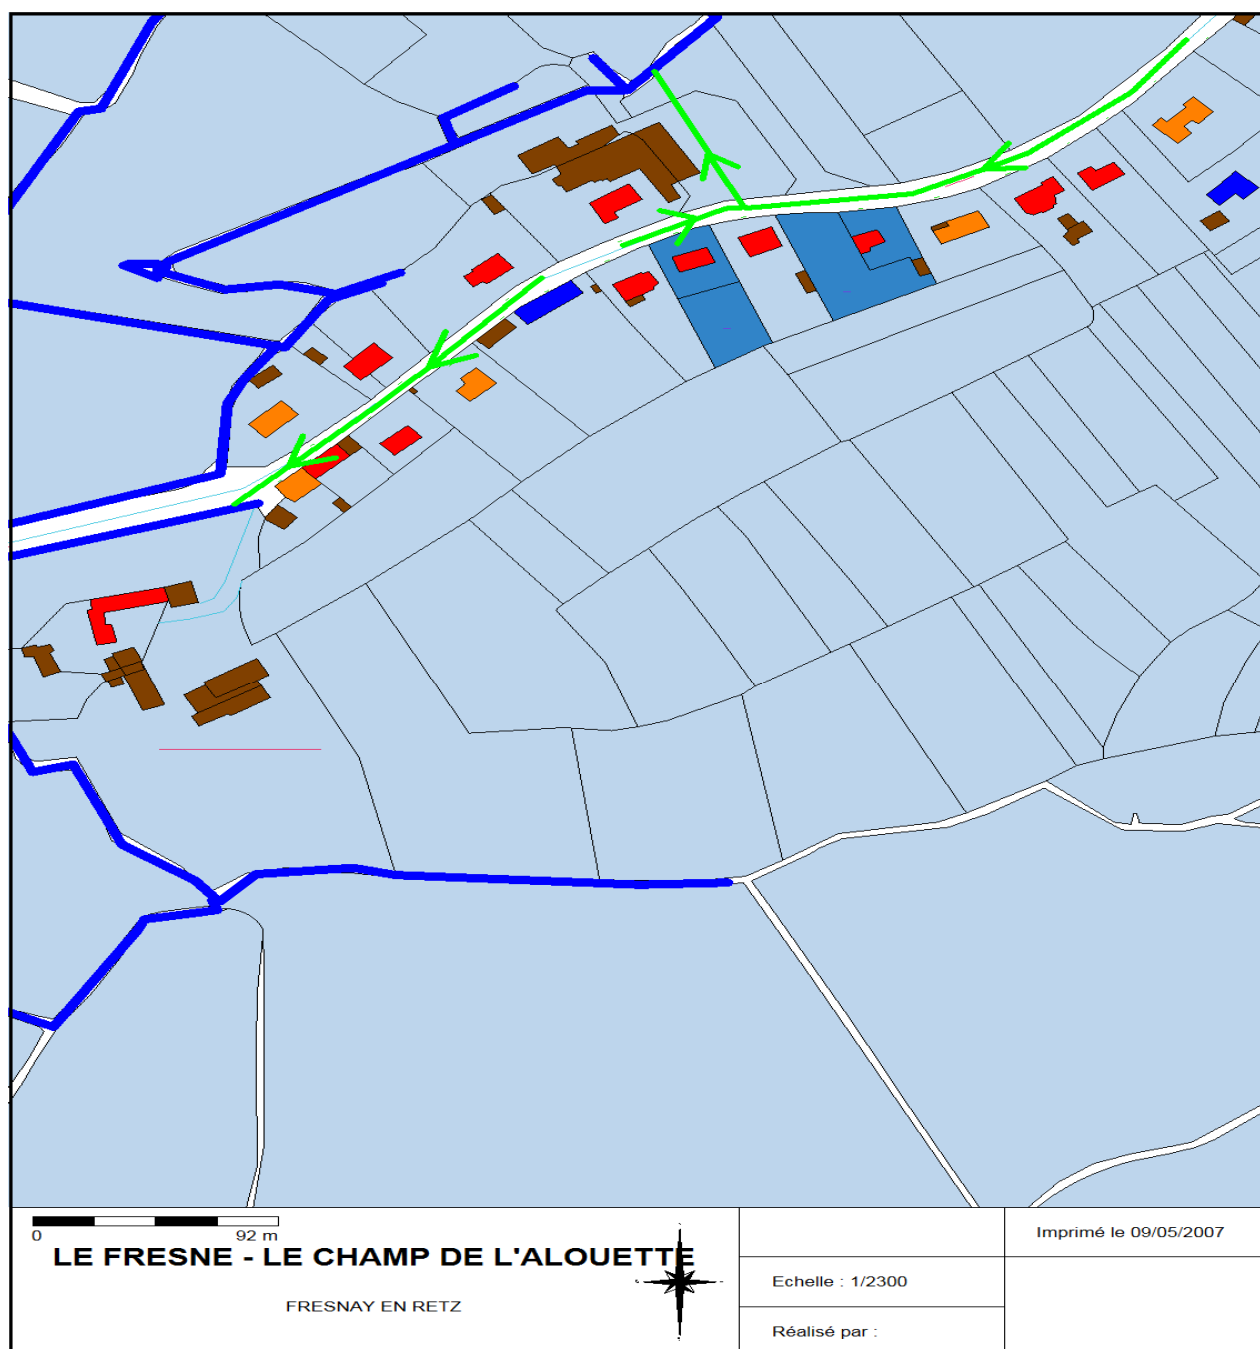 0 92 m
LE FRESNE - LE CHAMP DE L'ALOUETTE
FRESNAY EN RETZ
Imprimé le 09/05/2007
Echelle : 1/2300
Réalisé par :